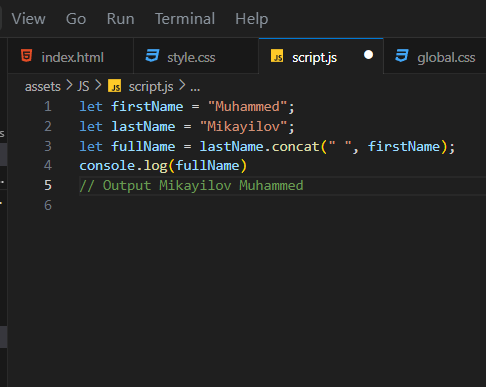 View Go Run Terminal Help
index.html style.css JS script.js global.css
assets > JS > JS script.js > ...
1 let firstName = "Muhammed";
2 let lastName = "Mikayilov";
3 let fullName = lastName.concat(" ", firstName);
4 console.log(fullName)
5 // Output Mikayilov Muhammed
6